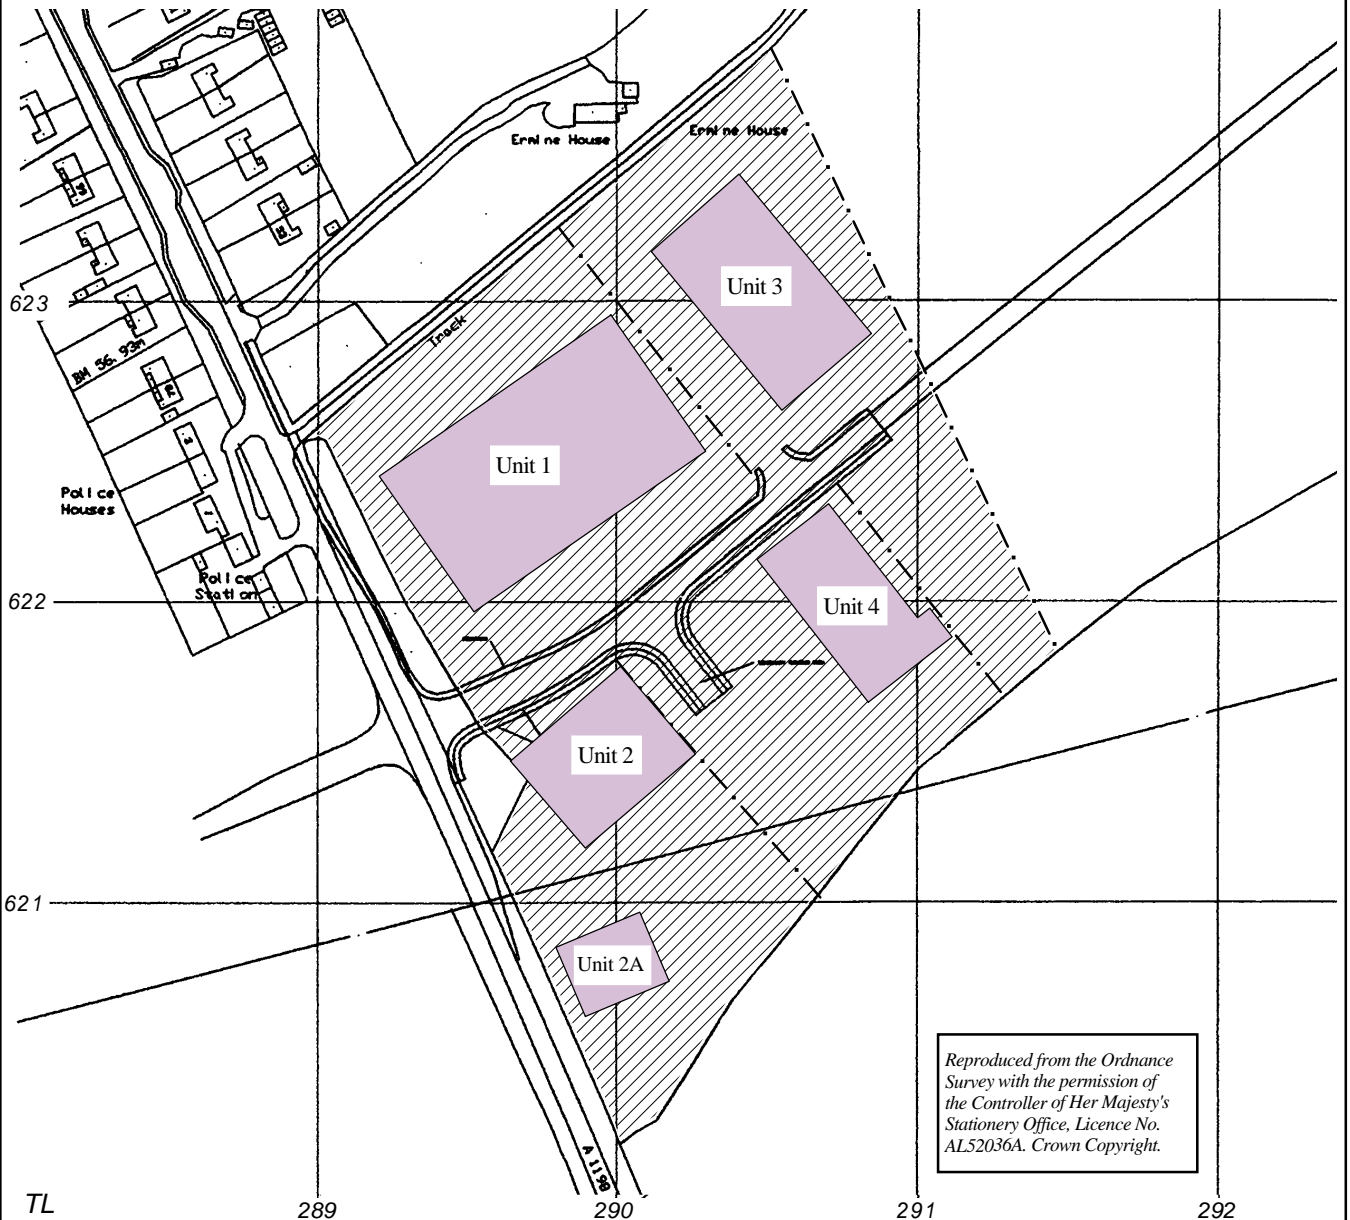 Ermine House
Ermine House
Unit 3
623
Track
BM 56.93m
Unit 1
Police
Houses
Police
Station
622
Unit 4
Unit 2
621
Unit 2A
Reproduced from the Ordnance
Survey with the permission of
the Controller of Her Majesty's
Stationery Office, Licence No.
AL52036A. Crown Copyright.
A 1198
TL
289
290
291
292